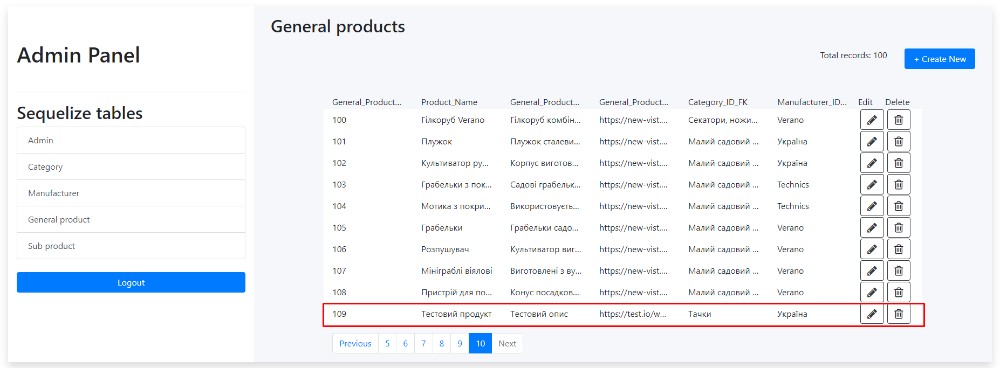 Admin Panel
Sequelize tables
Admin
Category
Manufacturer
General product
Sub product
Logout
General products
Total records: 100
+ Create New
General_Product... Product_Name General_Product... General_Product... Category_ID_FK Manufacturer_ID... Edit Delete
100 Гілкоруб Verano Гілкоруб комбін... https://new-vist.... Секатори, ножи... Verano
101 Плужок Плужок сталеви... https://new-vist.... Малий садовий ... Україна
102 Культиватор ру... Корпус виготов... https://new-vist.... Малий садовий ... Україна
103 Грабельки з пок... Садові грабельк... https://new-vist.... Малий садовий ... Technics
104 Мотика з покри... Використовуєть... https://new-vist.... Малий садовий ... Technics
105 Грабельки Грабельки садо... https://new-vist.... Малий садовий ... Verano
106 Розпушувач Культиватор виг... https://new-vist.... Малий садовий ... Verano
107 Мініграблі віялові Виготовлені з ву... https://new-vist.... Малий садовий ... Verano
108 Пристрій для по... Конус посадков... https://new-vist.... Малий садовий ... Verano
109 Тестовий продукт Тестовий опис https://test.io/w... Тачки Україна
Previous 5 6 7 8 9 10 Next